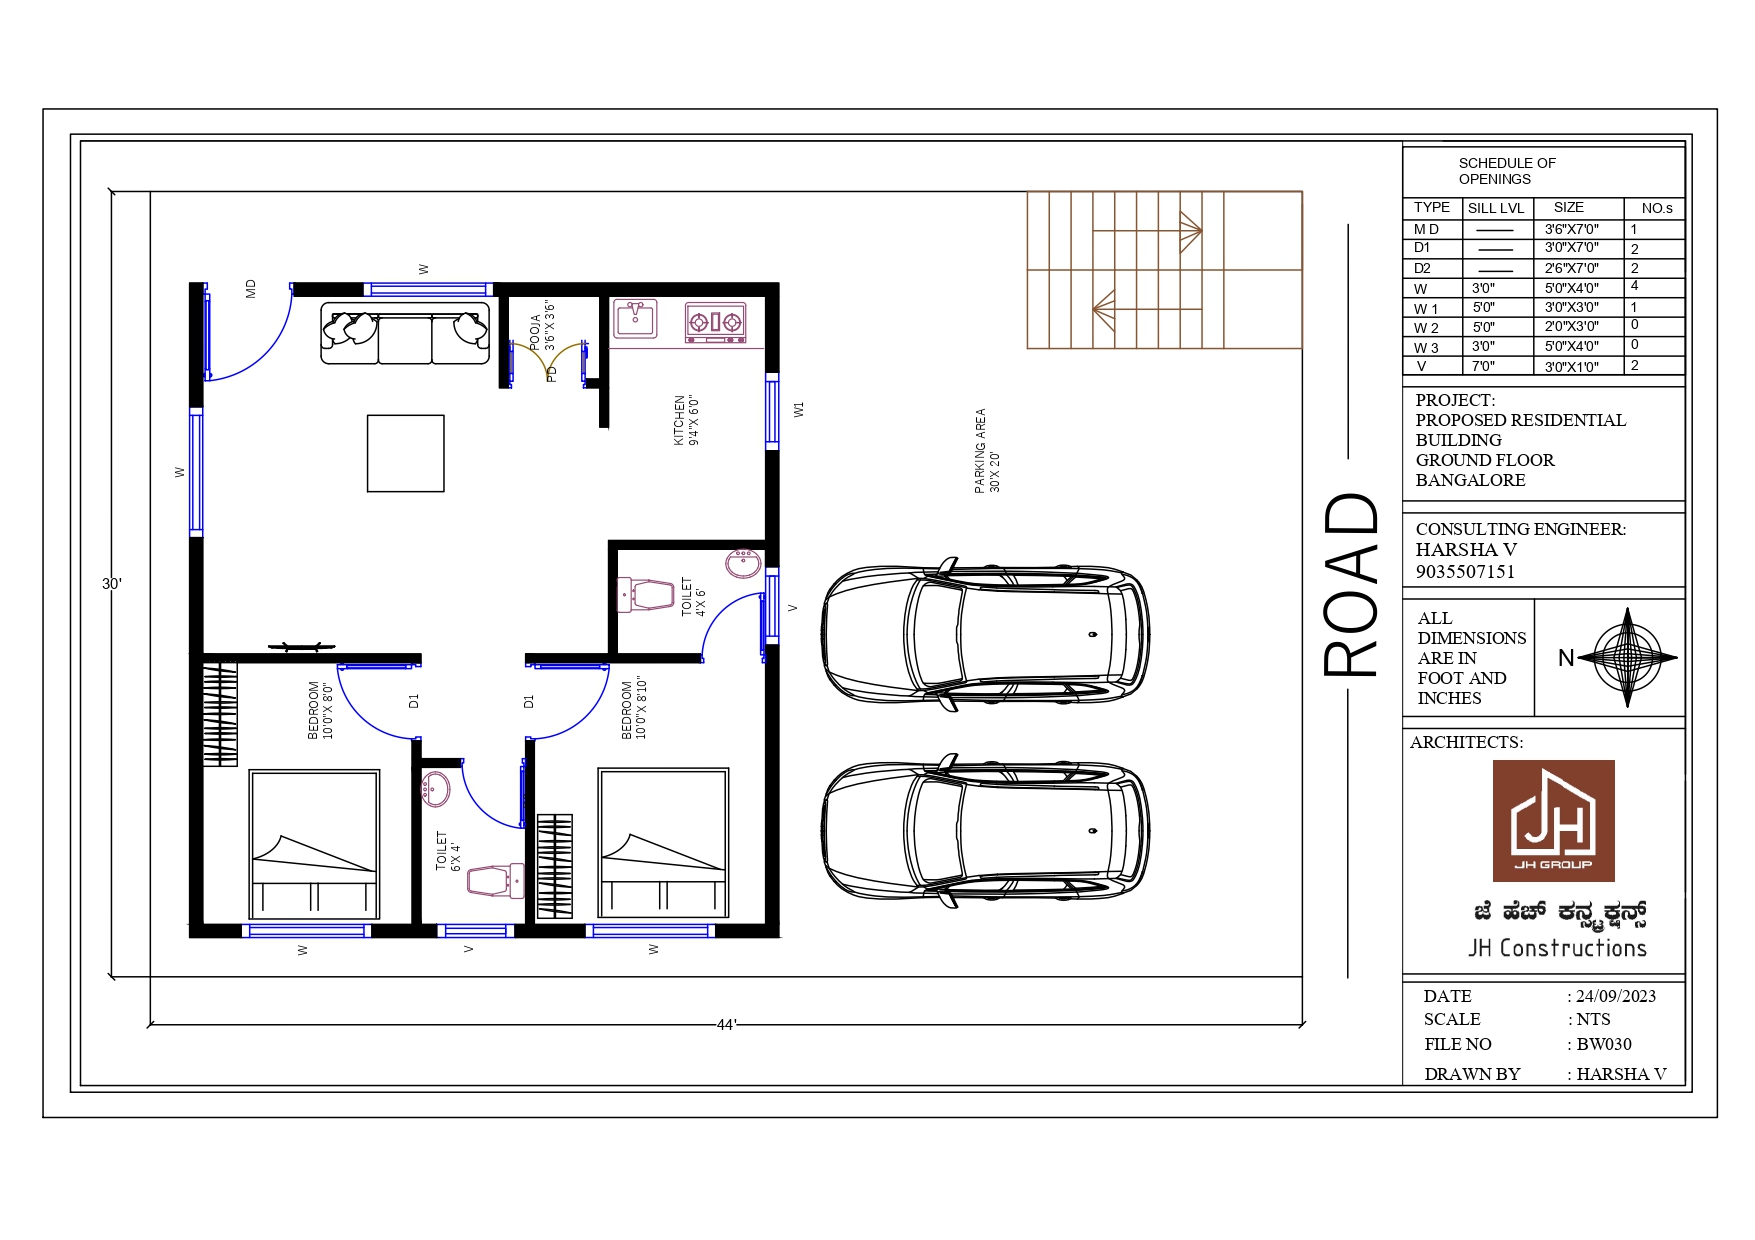 MD
W
W
POOJA
3'6"X 3'6"
PD
KITCHEN
9'4"X 6'0"
W1
PARKING AREA
30'X 20'
TOILET
4'X 6'
V
30'
BEDROOM
10'0"X 8'0"
D1
D1
BEDROOM
10'0"X 8'10"
TOILET
6'X 4'
W
V
W
44'
ROAD
SCHEDULE OF
OPENINGS
TYPE SILL LVL SIZE NO.s
M D 3'6"X7'0" 1
D1 3'0"X7'0" 2
D2 2'6"X7'0" 2
W 3'0" 5'0"X4'0" 4
W 1 5'0" 3'0"X3'0" 1
W 2 5'0" 2'0"X3'0" 0
W 3 3'0" 5'0"X4'0" 0
V 7'0" 3'0"X1'0" 2
PROJECT:
PROPOSED RESIDENTIAL
BUILDING
GROUND FLOOR
BANGALORE
CONSULTING ENGINEER:
HARSHA V
9035507151
ALL
DIMENSIONS
ARE IN
FOOT AND
INCHES
N
ARCHITECTS:
JH
JH GROUP
ಜೆ ಹೆಚ್ ಕನ್ಸ್ಟ್ರಕ್ಷನ್ಸ್
JH Constructions
DATE : 24/09/2023
SCALE : NTS
FILE NO : BW030
DRAWN BY : HARSHA V